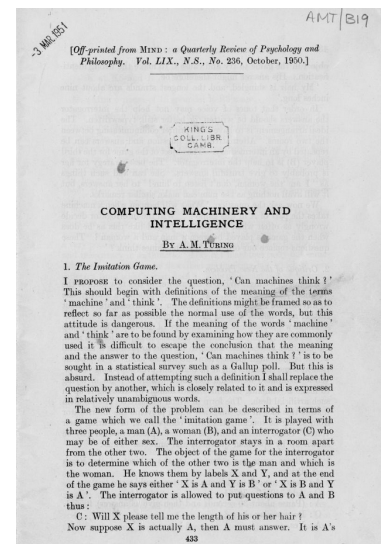 AMT/B19
-3 MAR 1951
[Off-printed from MIND : a Quarterly Review of Psychology and
Philosophy. Vol. LIX., N.S., No. 236, October, 1950.]
KING'S
COLL. LIBR
CAMB.
COMPUTING MACHINERY AND
INTELLIGENCE
BY A. M. TURING
1. The Imitation Game.
I PROPOSE to consider the question, ' Can machines think ? '
This should begin with definitions of the meaning of the terms
' machine ' and ' think '. The definitions might be framed so as to
reflect so far as possible the normal use of the words, but this
attitude is dangerous. If the meaning of the words ' machine '
and ' think ' are to be found by examining how they are commonly
used it is difficult to escape the conclusion that the meaning
and the answer to the question, ' Can machines think ? ' is to be
sought in a statistical survey such as a Gallup poll. But this is
absurd. Instead of attempting such a definition I shall replace the
question by another, which is closely related to it and is expressed
in relatively unambiguous words.
The new form of the problem can be described in terms of
a game which we call the ' imitation game '. It is played with
three people, a man (A), a woman (B), and an interrogator (C) who
may be of either sex. The interrogator stays in a room apart
from the other two. The object of the game for the interrogator
is to determine which of the other two is the man and which is
the woman. He knows them by labels X and Y, and at the end
of the game he says either ' X is A and Y is B ' or ' X is B and Y
is A '. The interrogator is allowed to put questions to A and B
thus :
C : Will X please tell me the length of his or her hair ?
Now suppose X is actually A, then A must answer. It is A's
433